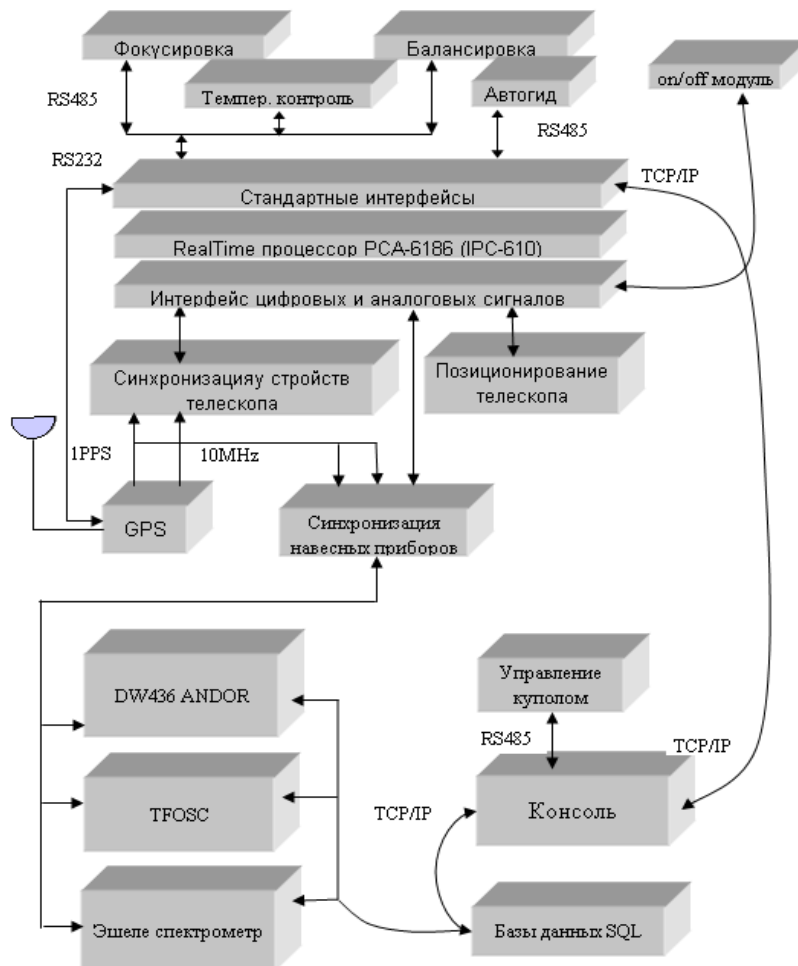 Фокусировка
Балансировка
RS485
Темпер. контроль
Автогид
on/off модуль
RS485
RS232
TCP/IP
Стандартные интерфейсы
RealTime процессор PCA-6186 (IPC-610)
Интерфейс цифровых и аналоговых сигналов
Синхронизацияу стройств
телескопа
Позиционирование
телескопа
1PPS
10MHz
GPS
Синхронизация
навесных приборов
DW436 ANDOR
Управление
куполом
RS485
TCP/IP
TFOSC
TCP/IP
Консоль
Эшеле спектрометр
Базы данных SQL